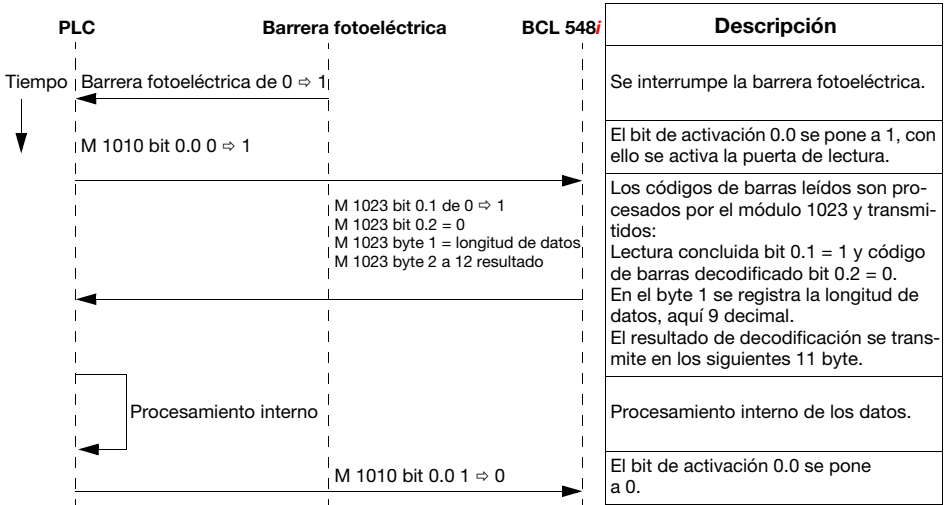 PLC Barrera fotoeléctrica BCL 548i Descripción
Tiempo Barrera fotoeléctrica de 0 ⇨ 1
Se interrumpe la barrera fotoeléctrica.
M 1010 bit 0.0 0 ⇨ 1
El bit de activación 0.0 se pone a 1, con
ello se activa la puerta de lectura.
M 1023 bit 0.1 de 0 ⇨ 1
M 1023 bit 0.2 = 0
M 1023 byte 1 = longitud de datos
M 1023 byte 2 a 12 resultado
Los códigos de barras leídos son pro-
cesados por el módulo 1023 y transmi-
tidos:
Lectura concluida bit 0.1 = 1 y código
de barras decodificado bit 0.2 = 0.
En el byte 1 se registra la longitud de
datos, aquí 9 decimal.
El resultado de decodificación se trans-
mite en los siguientes 11 byte.
Procesamiento interno
Procesamiento interno de los datos.
M 1010 bit 0.0 1 ⇨ 0
El bit de activación 0.0 se pone
a 0.